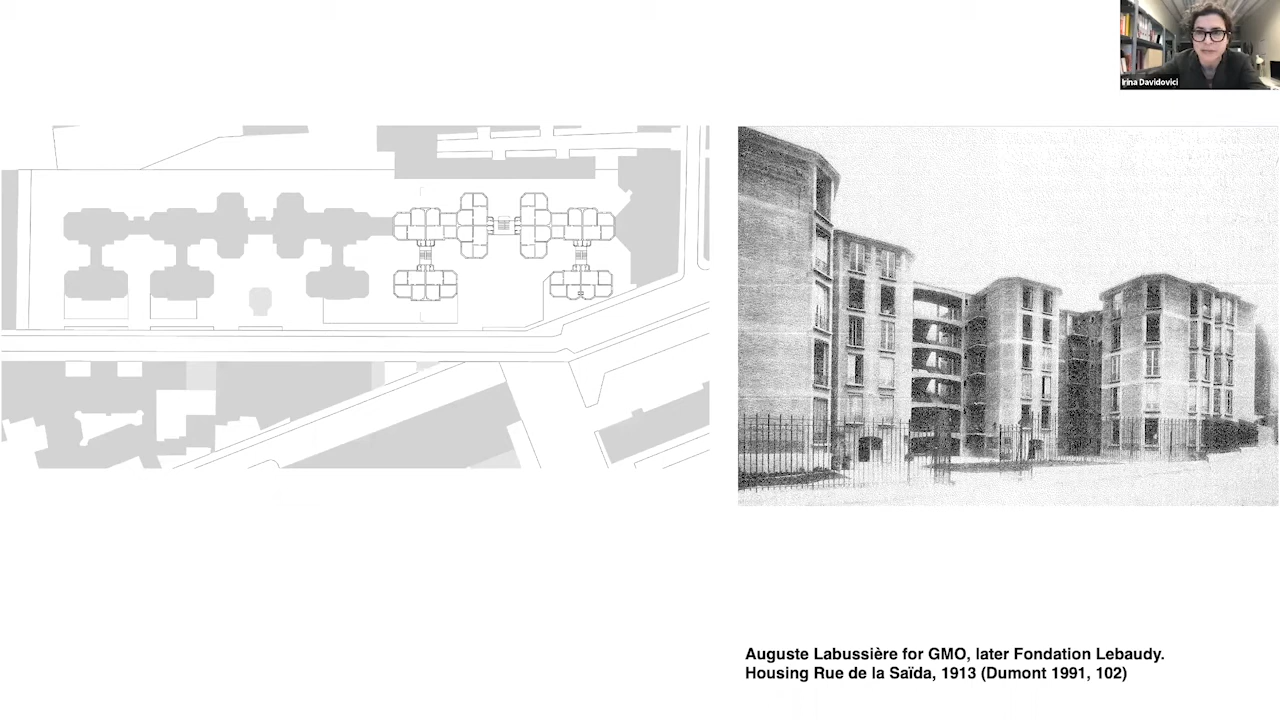 Irina Davidovici
Auguste Labussière for GMO, later Fondation Lebaudy.
Housing Rue de la Saïda, 1913 (Dumont 1991, 102)